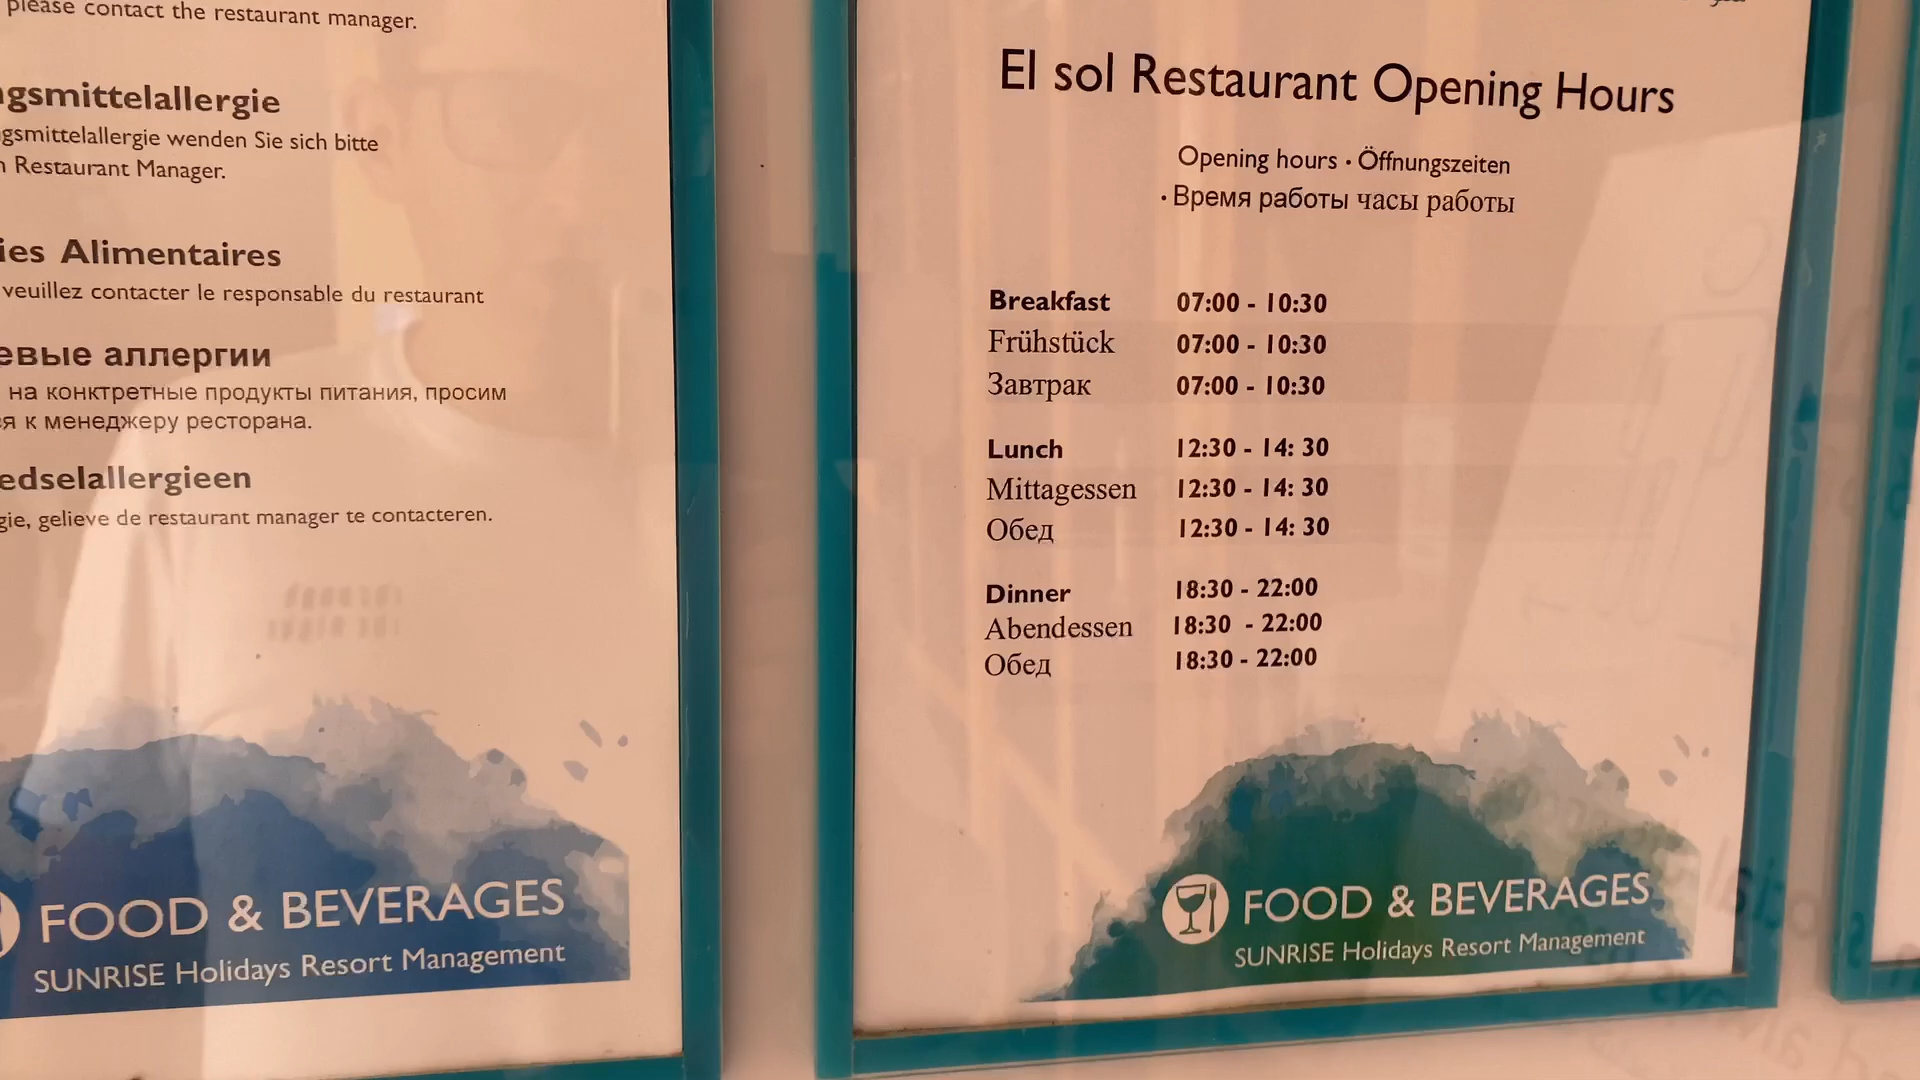 please contact the restaurant manager.
ngsmittelallergie
gsmittelallergie wenden Sie sich bitte
n Restaurant Manager.
ies Alimentaires
veuillez contacter le responsable du restaurant
евые аллергии
на конктретные продукты питания, просим
я к менеджеру ресторана.
edselallergieen
gie, gelieve de restaurant manager te contacteren.
FOOD & BEVERAGES
SUNRISE Holidays Resort Management
El sol Restaurant Opening Hours
Opening hours • Öffnungszeiten
• Время работы часы работы
Breakfast 07:00 - 10:30
Frühstück 07:00 - 10:30
Завтрак 07:00 - 10:30
Lunch 12:30 - 14: 30
Mittagessen 12:30 - 14: 30
Обед 12:30 - 14: 30
Dinner 18:30 - 22:00
Abendessen 18:30 - 22:00
Обед 18:30 - 22:00
FOOD & BEVERAGES
SUNRISE Holidays Resort Management